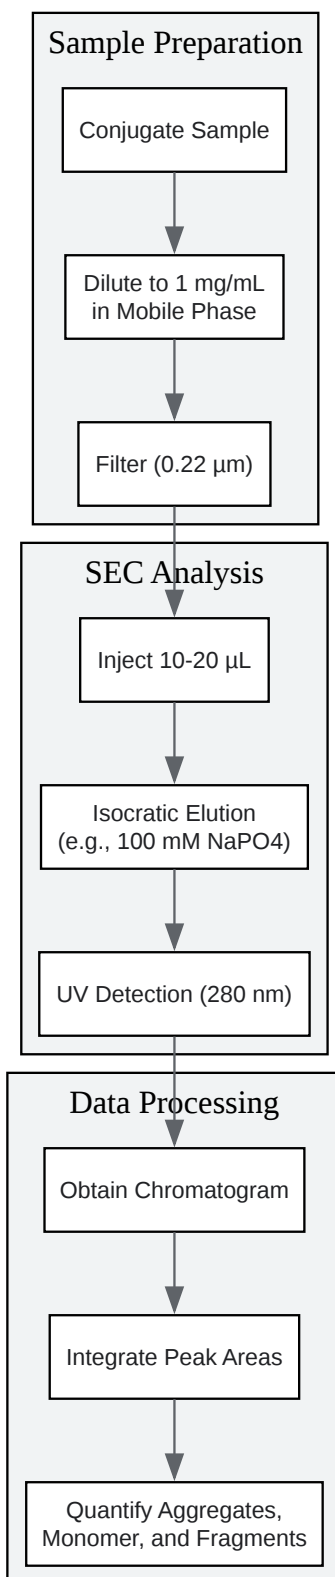 Sample Preparation
Conjugate Sample
Dilute to 1 mg/mL
in Mobile Phase
Filter (0.22 µm)
SEC Analysis
Inject 10-20 µL
Isocratic Elution
(e.g., 100 mM NaPO4)
UV Detection (280 nm)
Data Processing
Obtain Chromatogram
Integrate Peak Areas
Quantify Aggregates,
Monomer, and Fragments